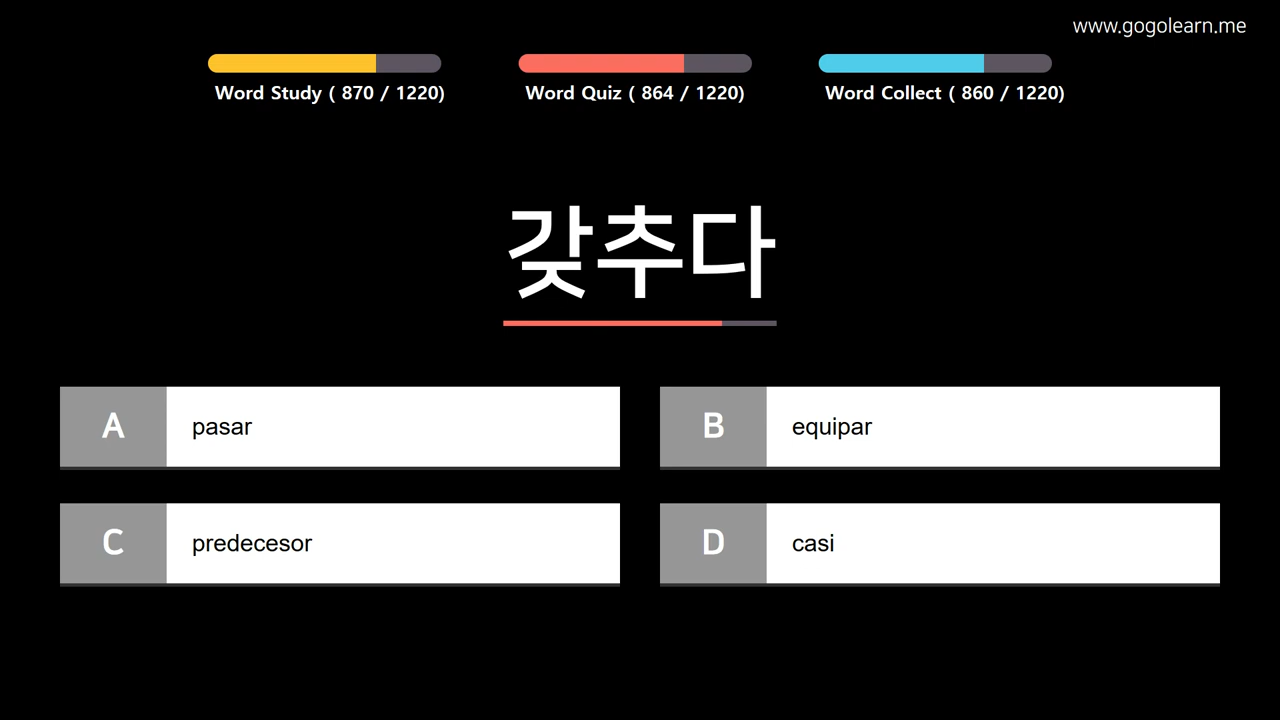 www.gogolearn.me
Word Study ( 870 / 1220)
Word Quiz ( 864 / 1220)
Word Collect ( 860 / 1220)
갖추다
A pasar
B equipar
C predecesor
D casi